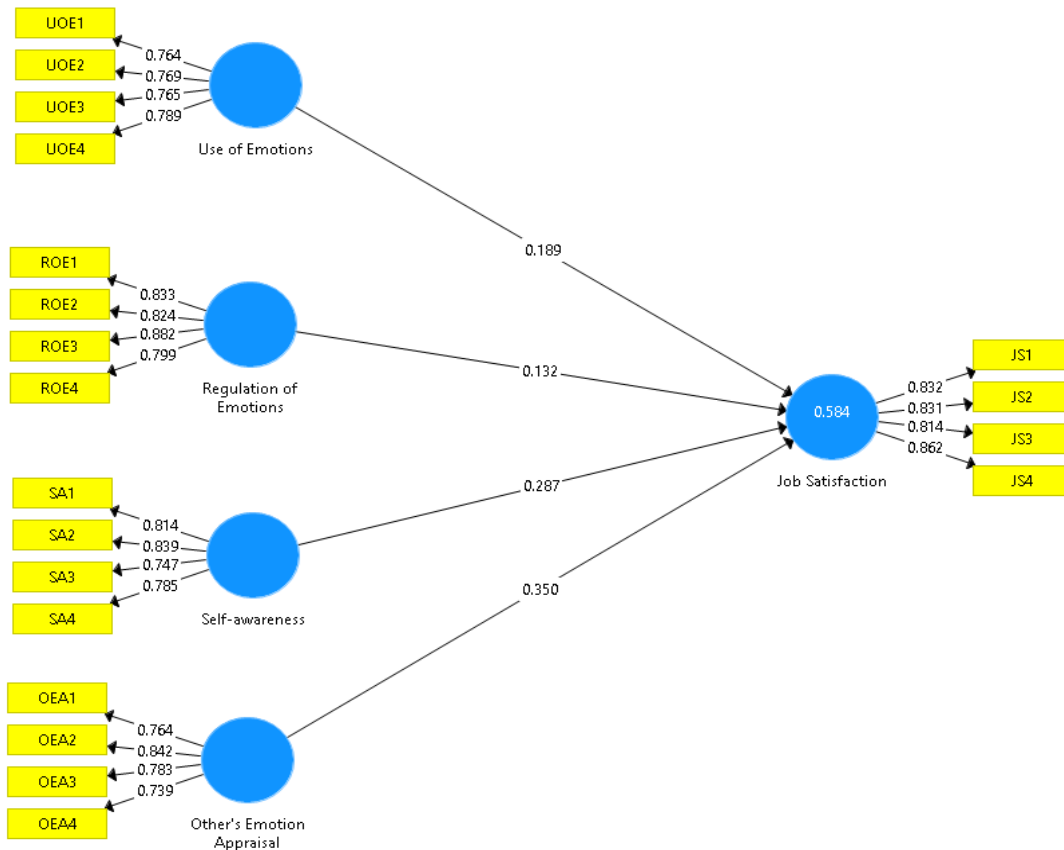 UOE1
0.764
UOE2
0.769
UOE3
0.765
0.789
UOE4
Use of Emotions
0.189
ROE1
0.833
ROE2
0.824
ROE3
0.882
0.799
ROE4
Regulation of
Emotions
0.132
SA1
0.814
SA2
0.839
SA3
0.747
0.785
SA4
Self-awareness
0.287
OEA1
0.764
OEA2
0.842
OEA3
0.783
0.739
OEA4
Other's Emotion
Appraisal
0.350
0.584
Job Satisfaction
JS1
0.832
JS2
0.831
0.814
JS3
0.862
JS4